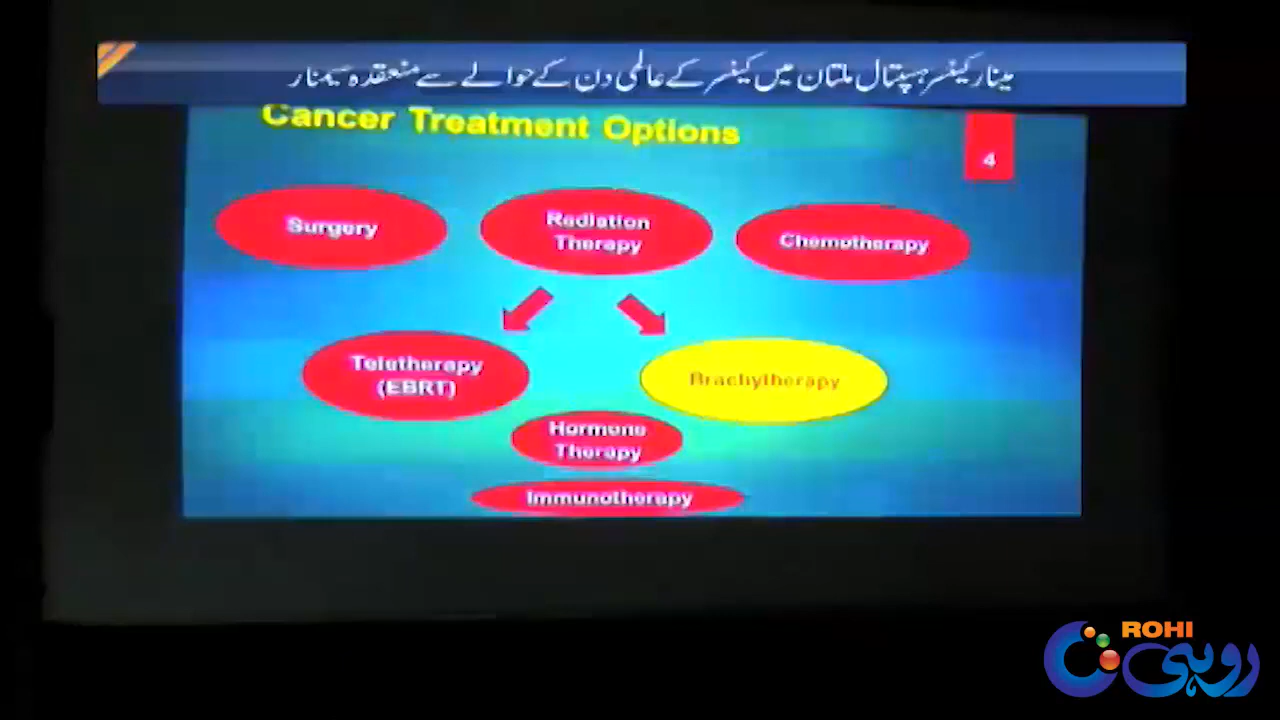 مینار کینسر ہسپتال ملتان میں کینسر کے عالمی دن کے حوالے سے منعقدہ سیمنار
Cancer Treatment Options
4
Surgery
Radiation
Therapy
Chemotherapy
Teletherapy
(EBRT)
Brachytherapy
Hormone
Therapy
Immunotherapy
ROHI
روہی